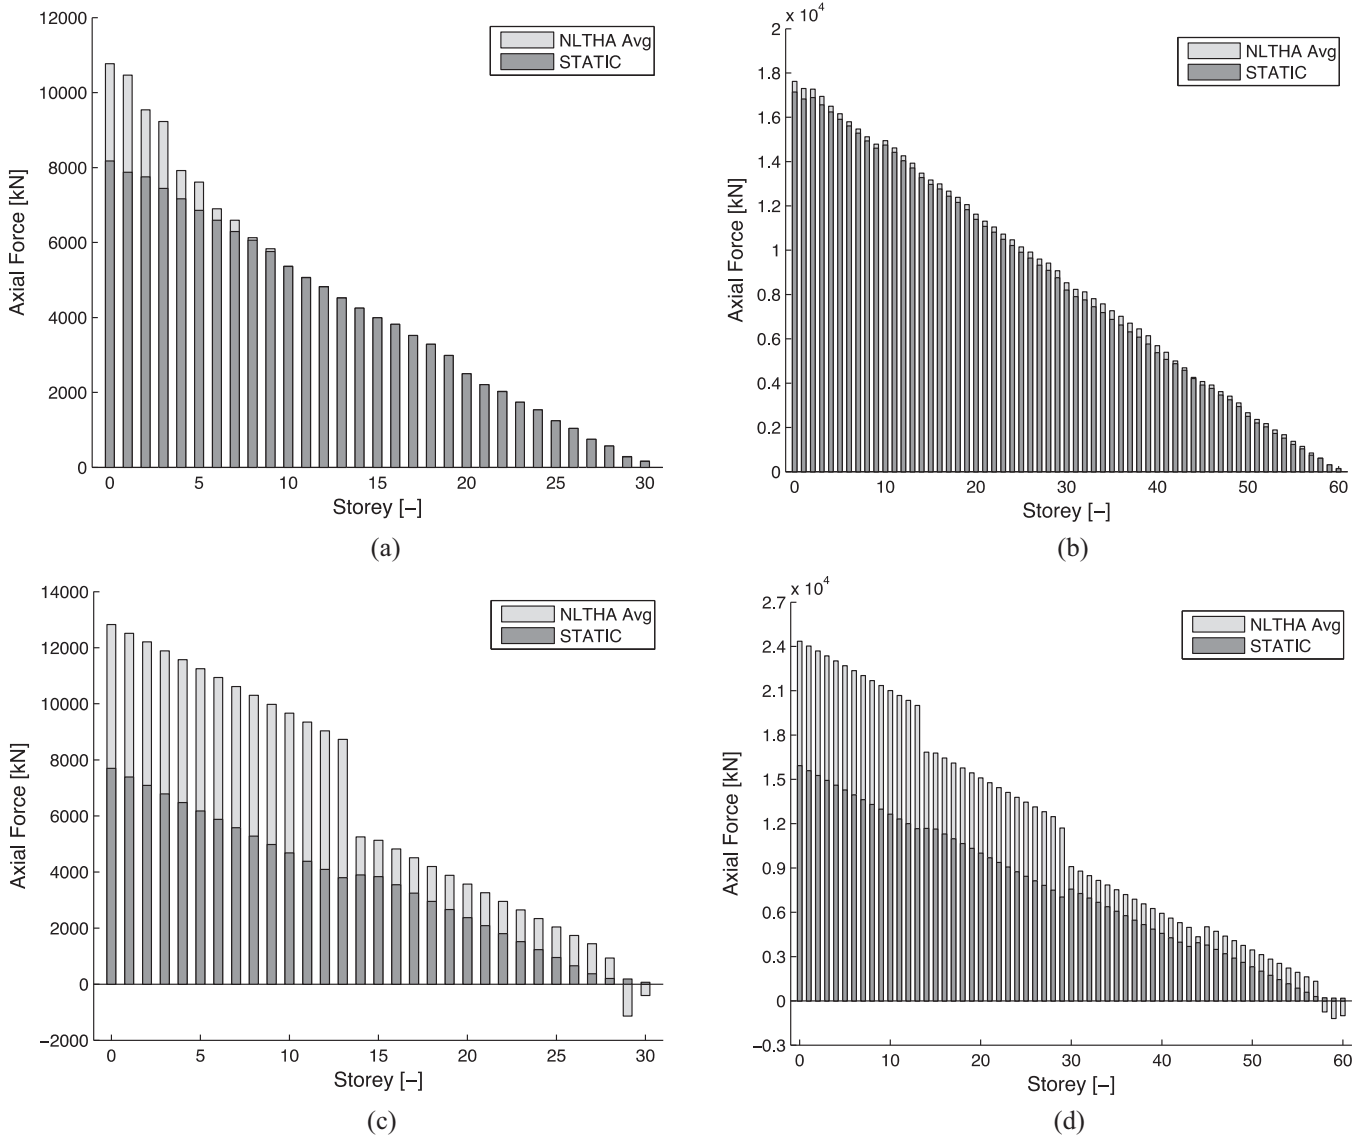 12000
10000
8000
6000
4000
2000
0
Axial Force [kN]
NLTHA Avg
STATIC
0 5 10 15 20 25 30
Storey [–]
(a)
x 10⁴
2
1.8
1.6
1.4
1.2
1
0.8
0.6
0.4
0.2
0
Axial Force [kN]
NLTHA Avg
STATIC
0 10 20 30 40 50 60
Storey [–]
(b)
14000
12000
10000
8000
6000
4000
2000
0
−2000
Axial Force [kN]
NLTHA Avg
STATIC
0 5 10 15 20 25 30
Storey [–]
(c)
x 10⁴
2.7
2.4
2.1
1.8
1.5
1.2
0.9
0.6
0.3
0
−0.3
Axial Force [kN]
NLTHA Avg
STATIC
0 10 20 30 40 50 60
Storey [–]
(d)